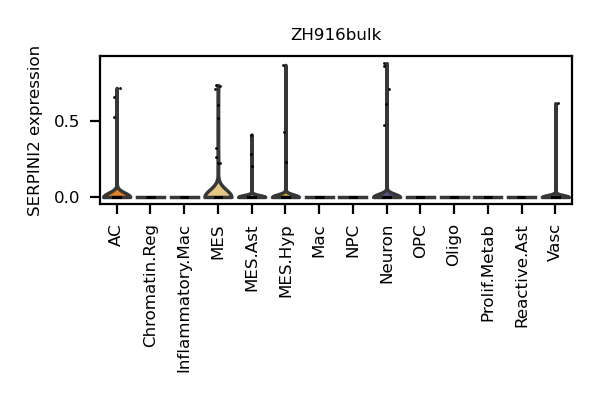 ZH916bulk
SERPINI2 expression
0.5
0.0
AC
Chromatin.Reg
Inflammatory.Mac
MES
MES.Ast
MES.Hyp
Mac
NPC
Neuron
OPC
Oligo
Prolif.Metab
Reactive.Ast
Vasc